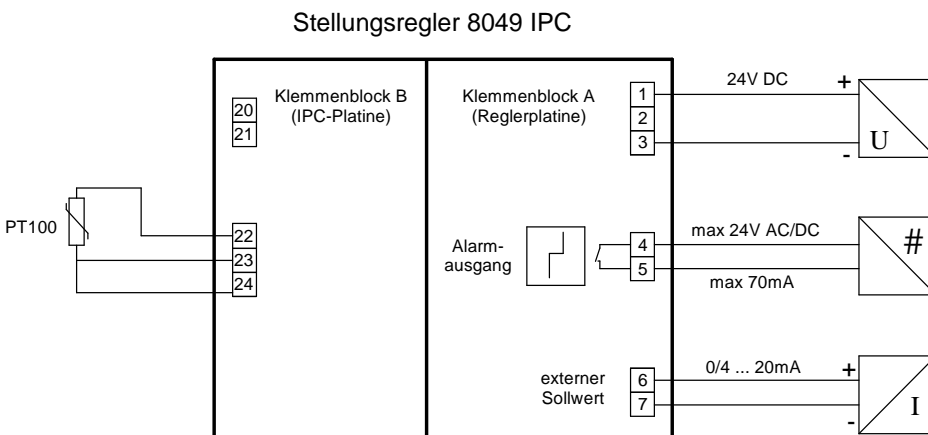 Stellungsregler 8049 IPC
Klemmenblock B
(IPC-Platine)
20
21
PT100
22
23
24
Klemmenblock A
(Reglerplatine)
1
2
3
24V DC
+
-
U
Alarm-
ausgang
4
5
max 24V AC/DC
max 70mA
#
externer
Sollwert
6
7
0/4 ... 20mA
+
-
I